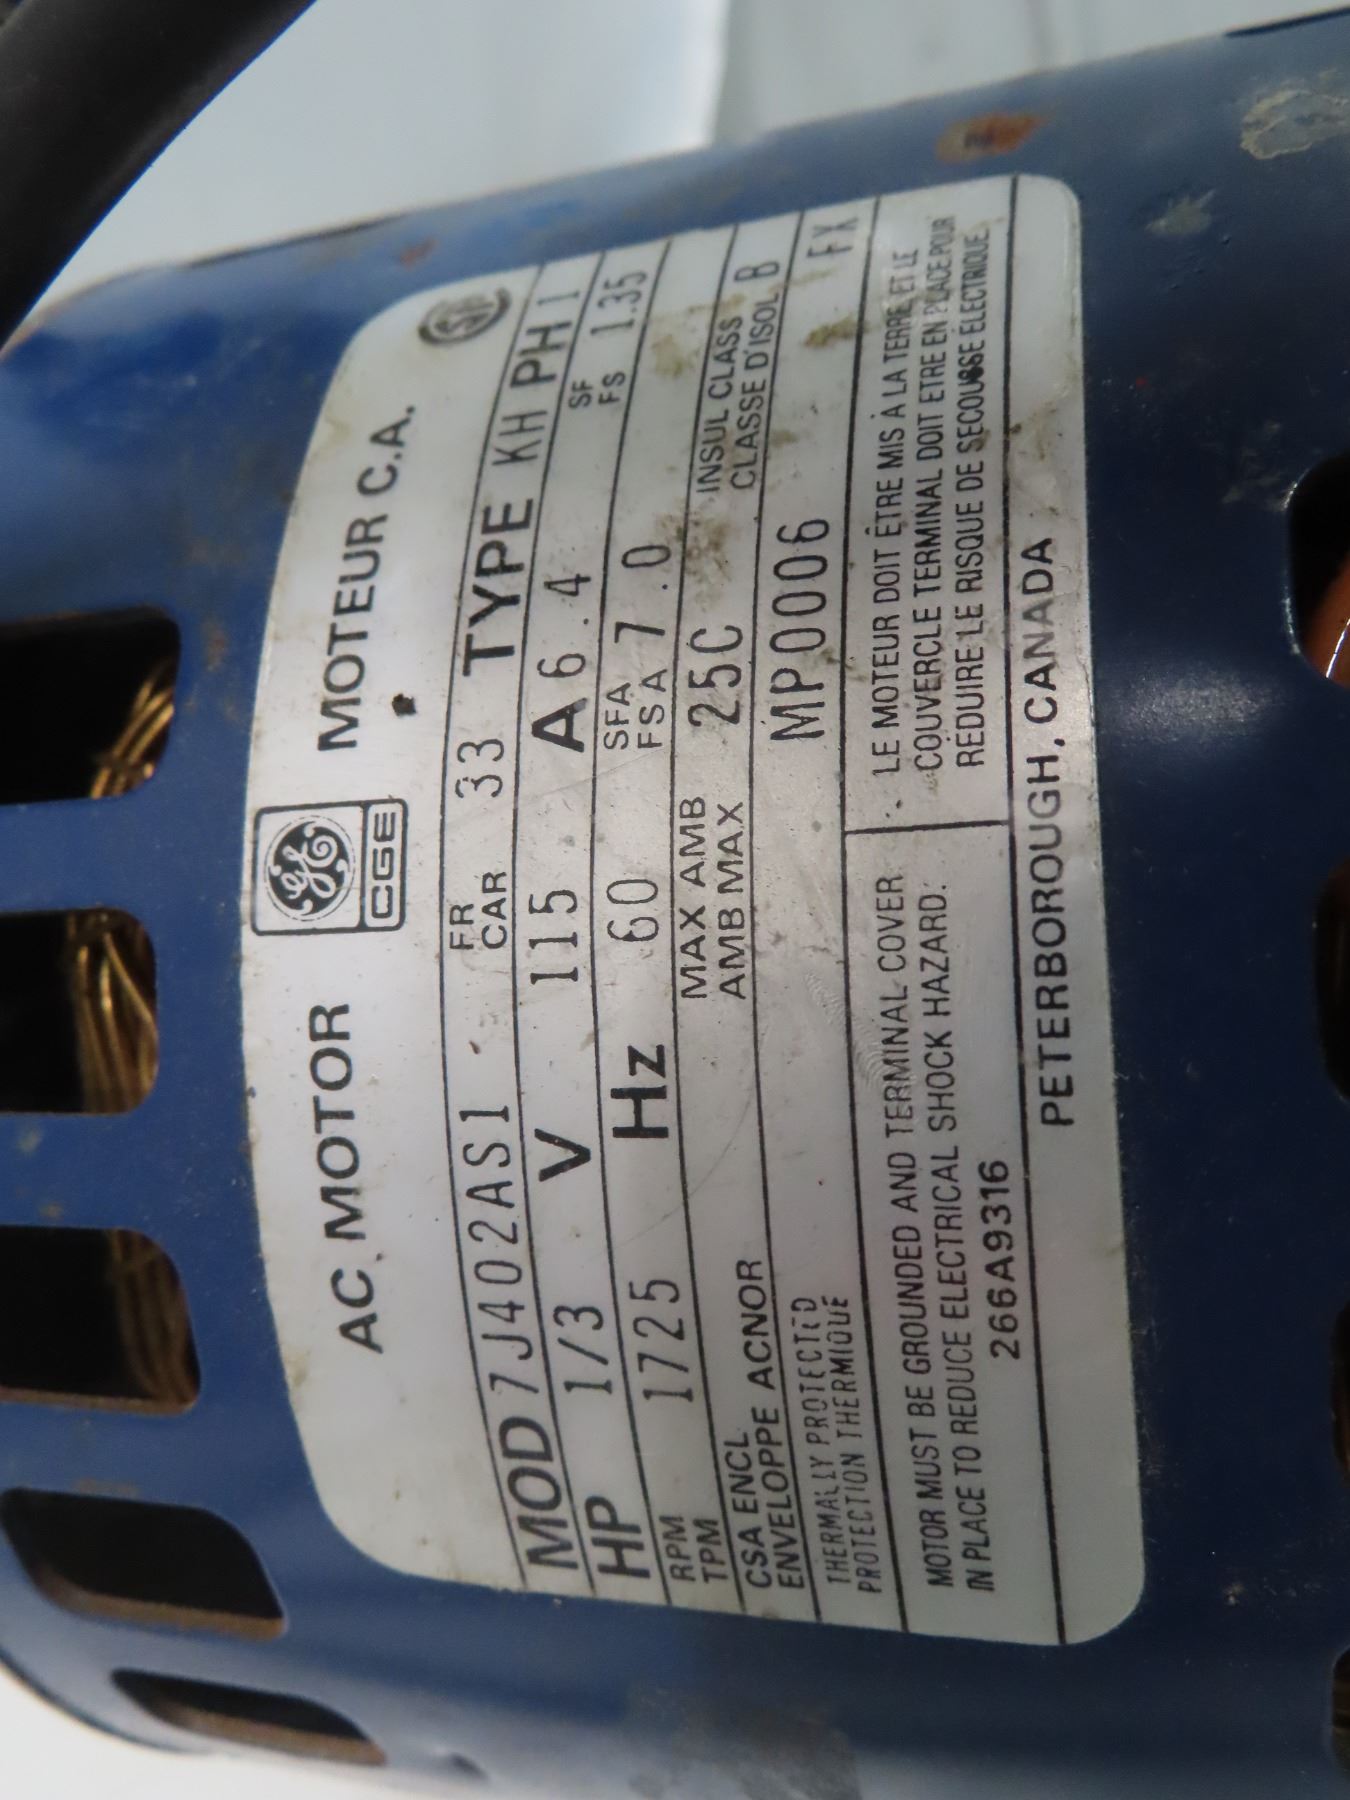 AC MOTOR
CGE
MOTEUR C.A.
MOD 7J402AS1 FR CAR 33 TYPE KH PH 1
HP 1/3 V 115 A 6.4 SF FS 1.35
RPM TPM 1725 Hz 60 SFA FSA 7.0
CSA ENCL
ENVELOPPE ACNOR
MAX AMB
AMB MAX 25C
INSUL CLASS
CLASSE D'ISOL. B
THERMALLY PROTECTED
PROTECTION THERMIQUE
MP0006 FX
MOTOR MUST BE GROUNDED AND TERMINAL COVER
IN PLACE TO REDUCE ELECTRICAL SHOCK HAZARD.
266A9316
LE MOTEUR DOIT ÊTRE MIS À LA TERRE ET LE
COUVERCLE TERMINAL DOIT ETRE EN PLACE POUR
REDUIRE LE RISQUE DE SECOUSSE ELECTRIQUE.
PETERBOROUGH, CANADA